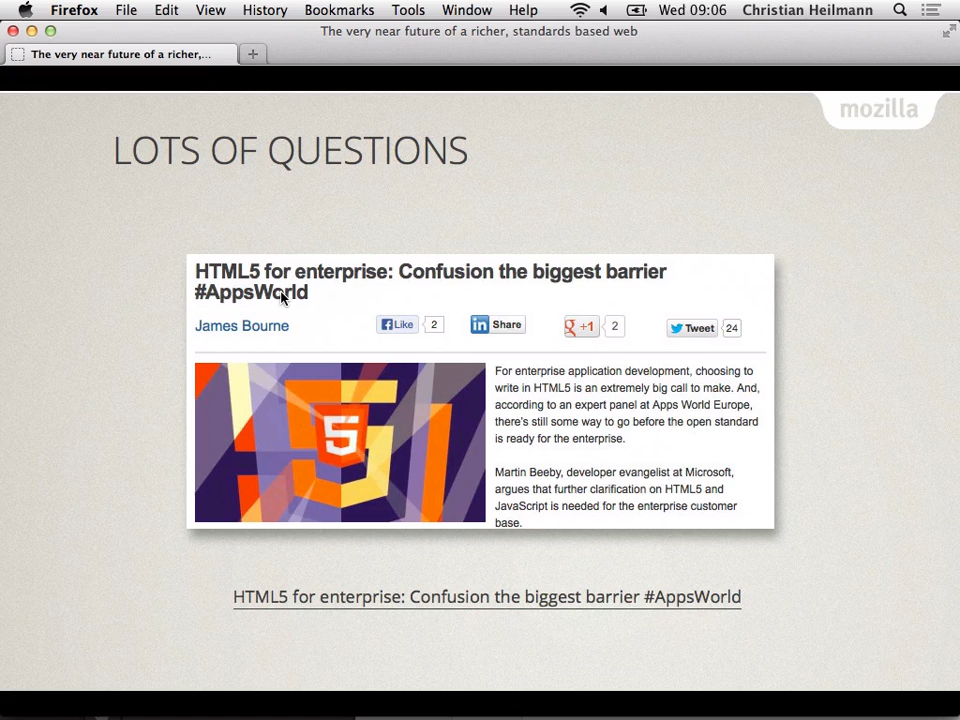 Firefox File Edit View History Bookmarks Tools Window Help Wed 09:06 Christian Heilmann
The very near future of a richer, standards based web
The very near future of a richer,... +
mozilla
LOTS OF QUESTIONS
HTML5 for enterprise: Confusion the biggest barrier
#AppsWorld
James Bourne Like 2 in Share g +1 2 Tweet 24
For enterprise application development, choosing to
write in HTML5 is an extremely big call to make. And,
according to an expert panel at Apps World Europe,
there's still some way to go before the open standard
is ready for the enterprise.
5
Martin Beeby, developer evangelist at Microsoft,
argues that further clarification on HTML5 and
JavaScript is needed for the enterprise customer
base.
HTML5 for enterprise: Confusion the biggest barrier #AppsWorld